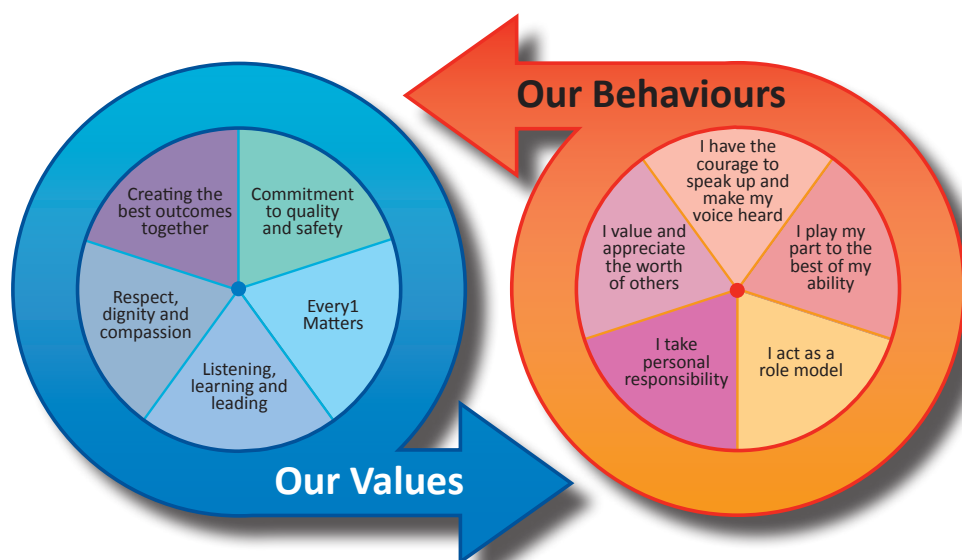 Our Behaviours
Creating the
best outcomes
together
Commitment
to quality
and safety
Every1
Matters
Listening,
learning and
leading
Respect,
dignity and
compassion
Our Values
I have the
courage to
speak up and
make my
voice heard
I play my
part to the
best of my
ability
I act as a
role model
I take
personal
responsibility
I value and
appreciate
the worth
of others